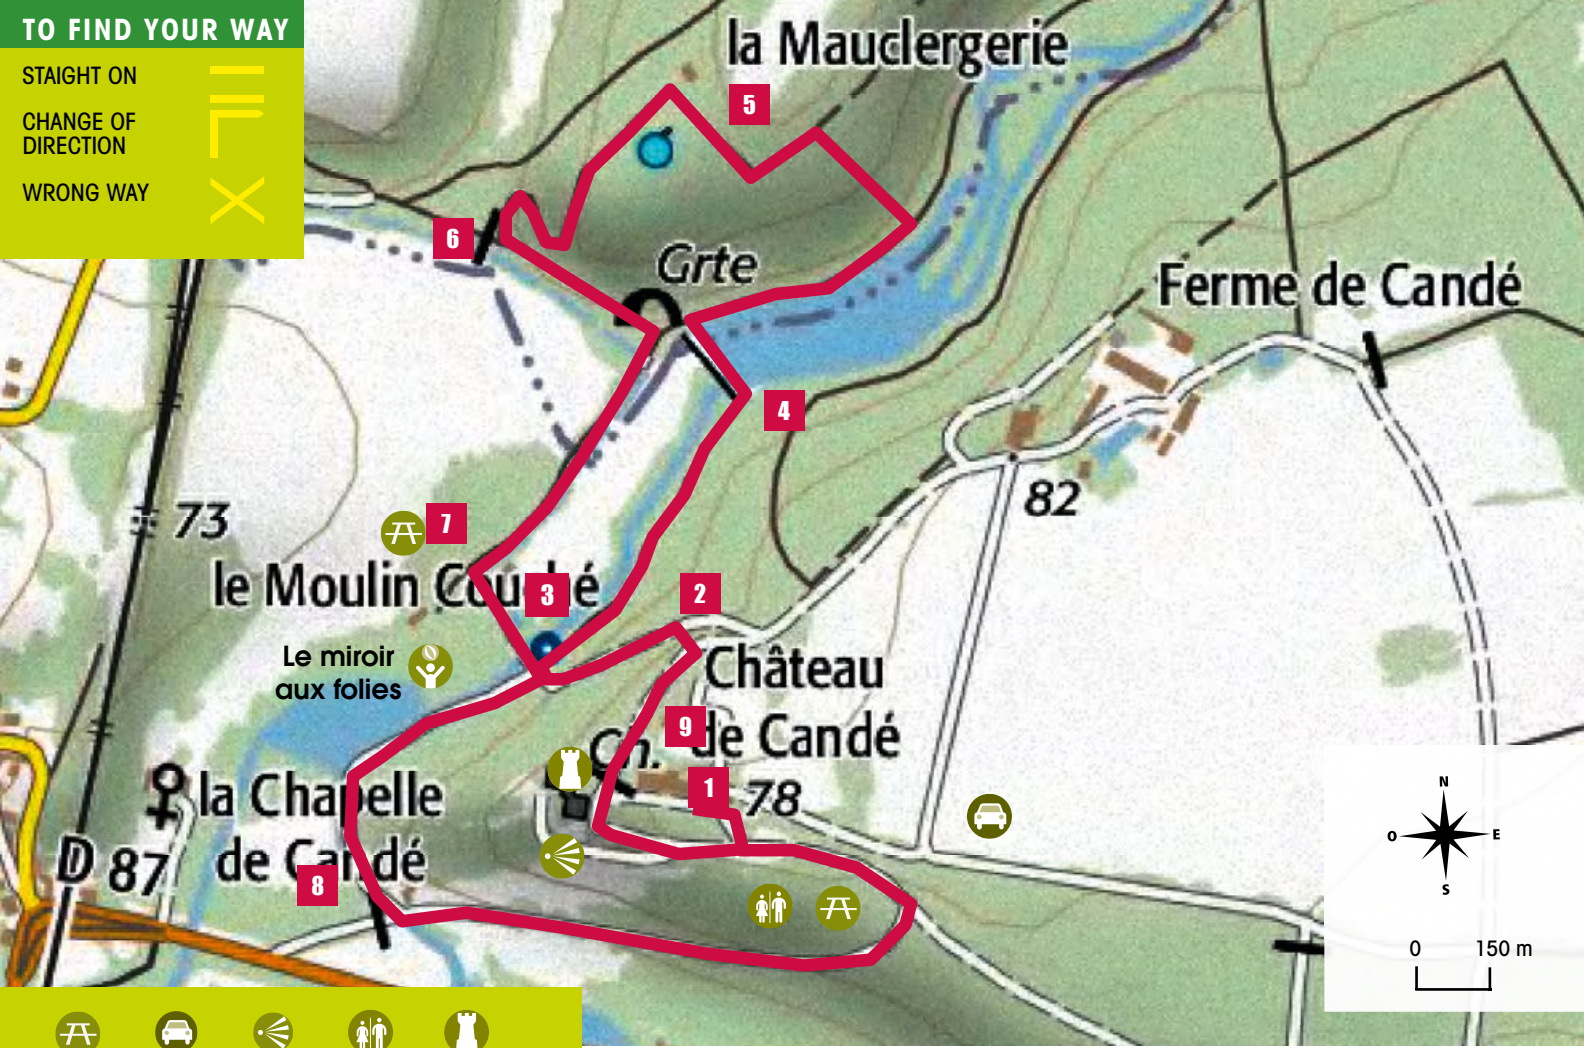 TO FIND YOUR WAY
STAIGHT ON
CHANGE OF
DIRECTION
WRONG WAY
la Mauclergerie
5
6
Grte
Ferme de Candé
4
82
73
7
le Moulin Couché
3
2
Le miroir
aux folies
Château
de Candé
9
Ch.
1
78
la Chapelle
de Candé
D 87
8
N
O
E
S
0
150 m